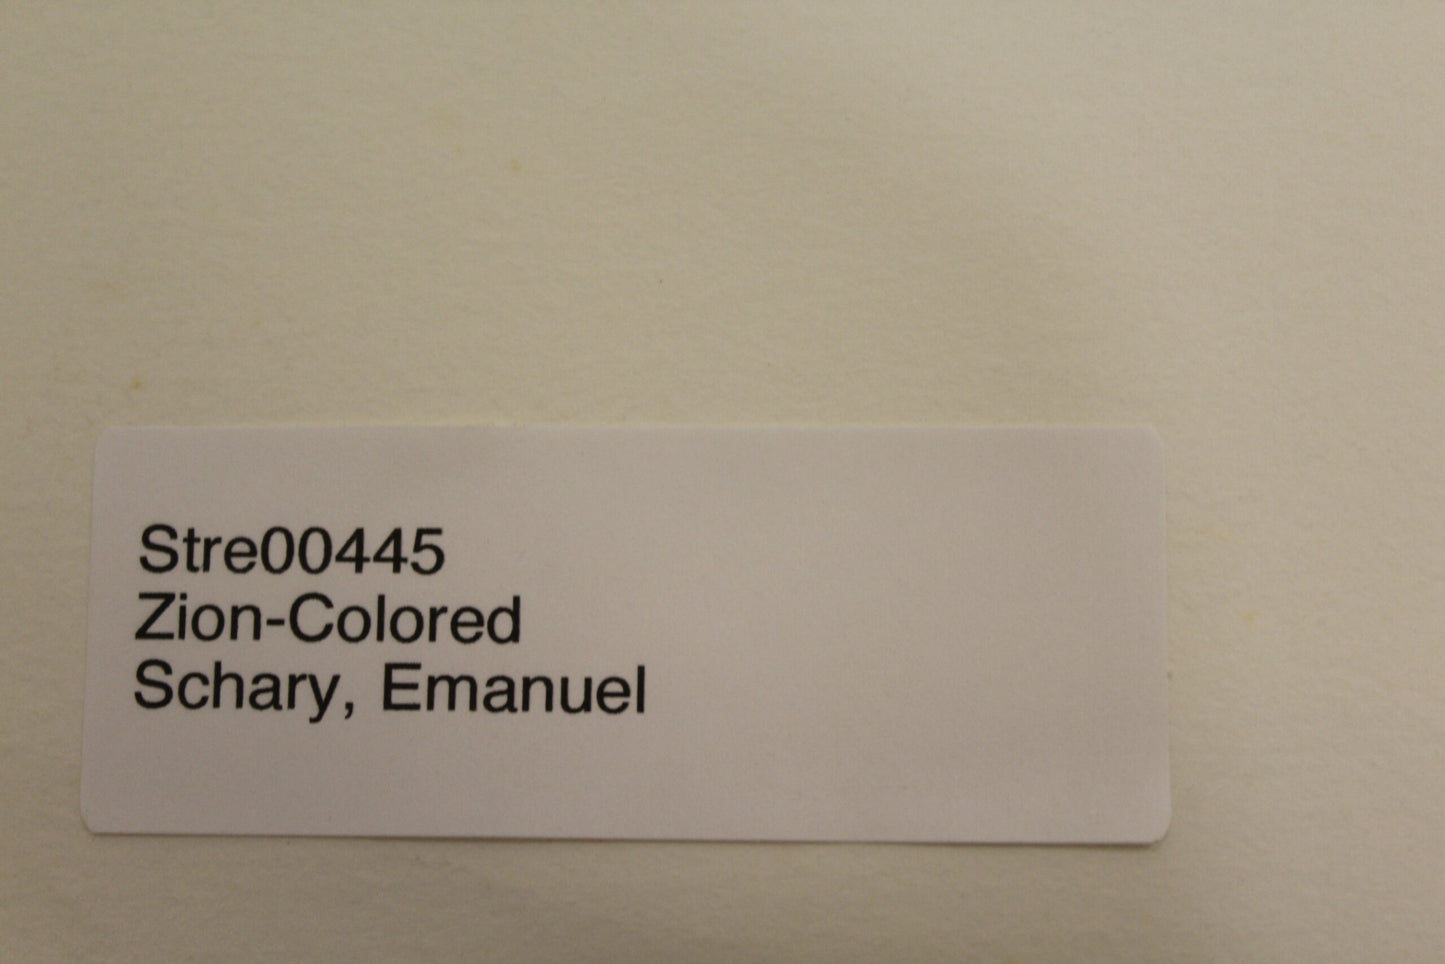 Stre00445
Zion-Colored
Schary, Emanuel